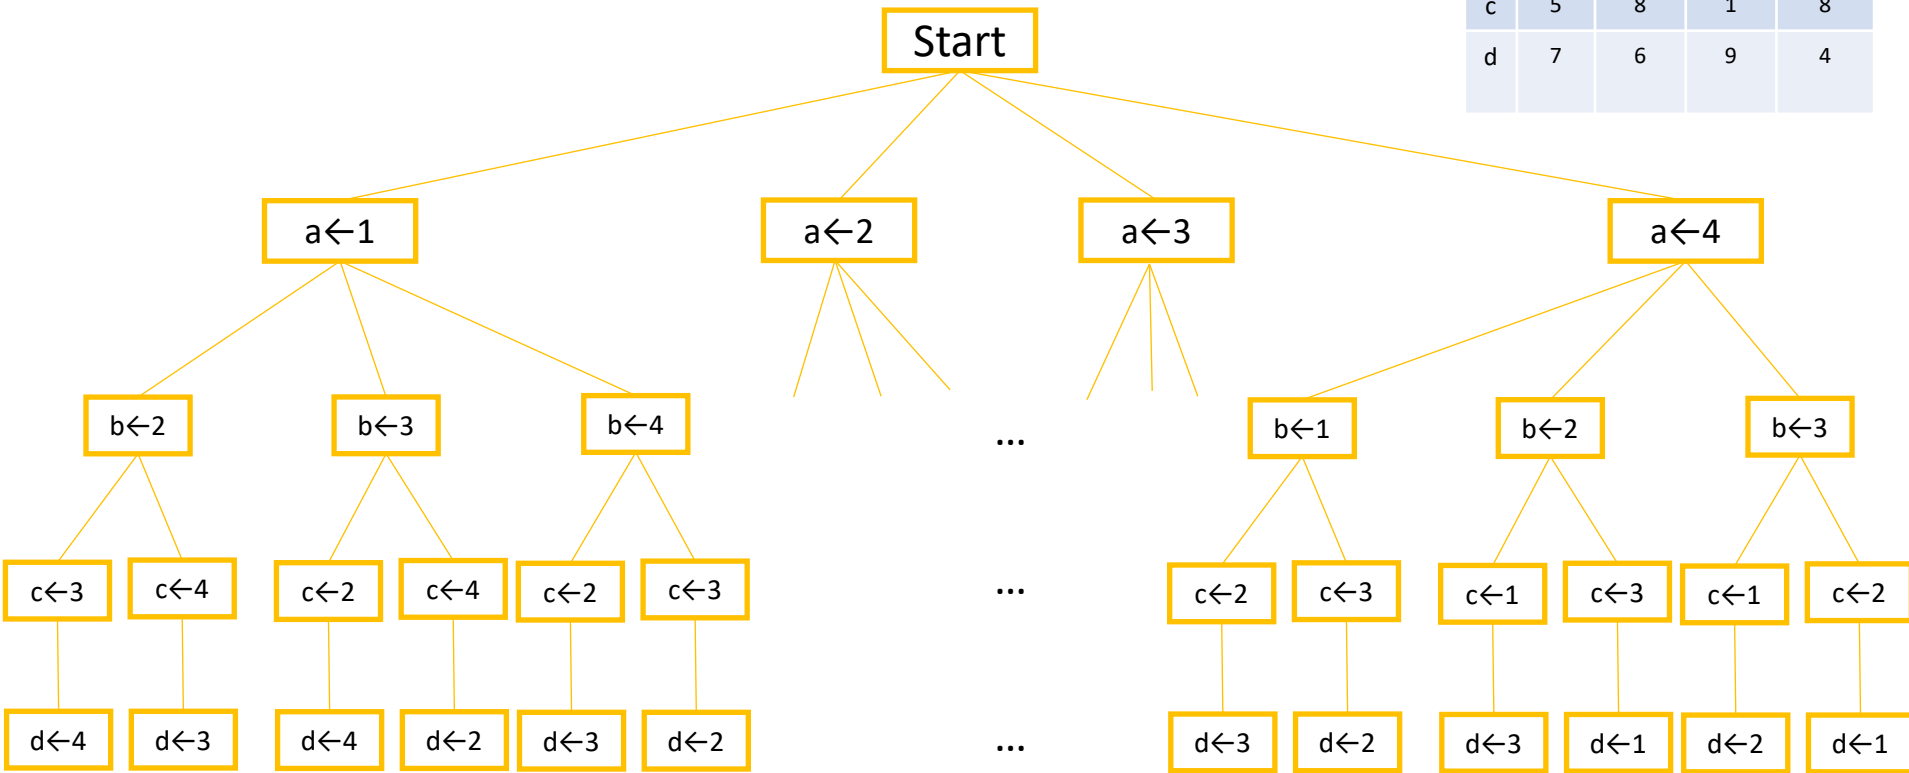 c 5 8 1 8
Start
d 7 6 9 4
a←1 a←2 a←3 a←4
b←2 b←3 b←4 ... b←1 b←2 b←3
c←3 c←4 c←2 c←4 c←2 c←3 ... c←2 c←3 c←1 c←3 c←1 c←2
d←4 d←3 d←4 d←2 d←3 d←2 ... d←3 d←2 d←3 d←1 d←2 d←1